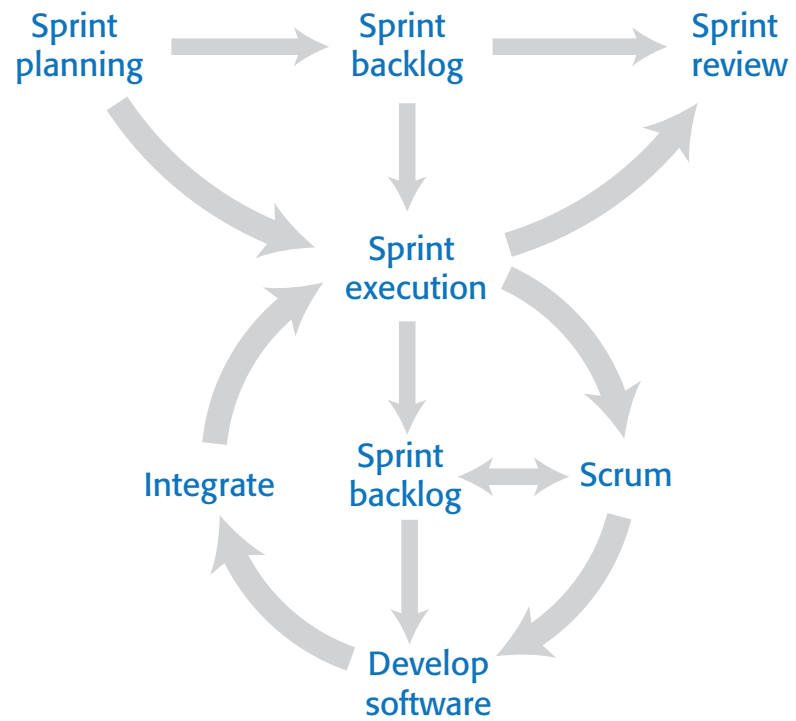 Sprint
planning
Sprint
backlog
Sprint
review
Sprint
execution
Integrate
Sprint
backlog
Scrum
Develop
software